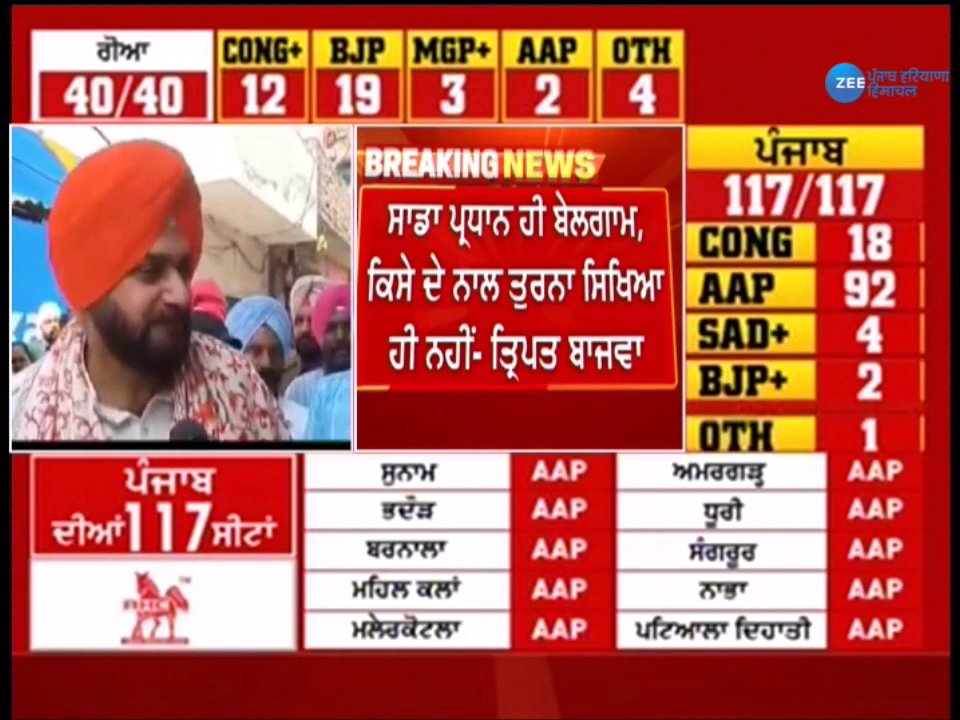 ਗੋਆ CONG+ BJP MGP+ AAP OTH
40/40 12 19 3 2 4
ZEE ਪੰਜਾਬ ਹਰਿਆਣਾ
ਹਿਮਾਚਲ
BREAKING NEWS
ਸਾਡਾ ਪ੍ਰਧਾਨ ਹੀ ਬੇਲਗਾਮ,
ਕਿਸੇ ਦੇ ਨਾਲ ਤੁਰਨਾ ਸਿਖਿਆ
ਹੀ ਨਹੀਂ- ਤ੍ਰਿਪਤ ਬਾਜਵਾ
ਪੰਜਾਬ
117/117
CONG 18
AAP 92
SAD+ 4
BJP+ 2
OTH 1
ਪੰਜਾਬ
ਦੀਆਂ 117 ਸੀਟਾਂ
ਸੁਨਾਮ AAP ਅਮਰਗੜ੍ਹ AAP
ਭਦੌੜ AAP ਧੂਰੀ AAP
ਬਰਨਾਲਾ AAP ਸੰਗਰੂਰ AAP
ਮਹਿਲ ਕਲਾਂ AAP ਨਾਭਾ AAP
ਮਲੇਰਕੋਟਲਾ AAP ਪਟਿਆਲਾ ਦਿਹਾਤੀ AAP